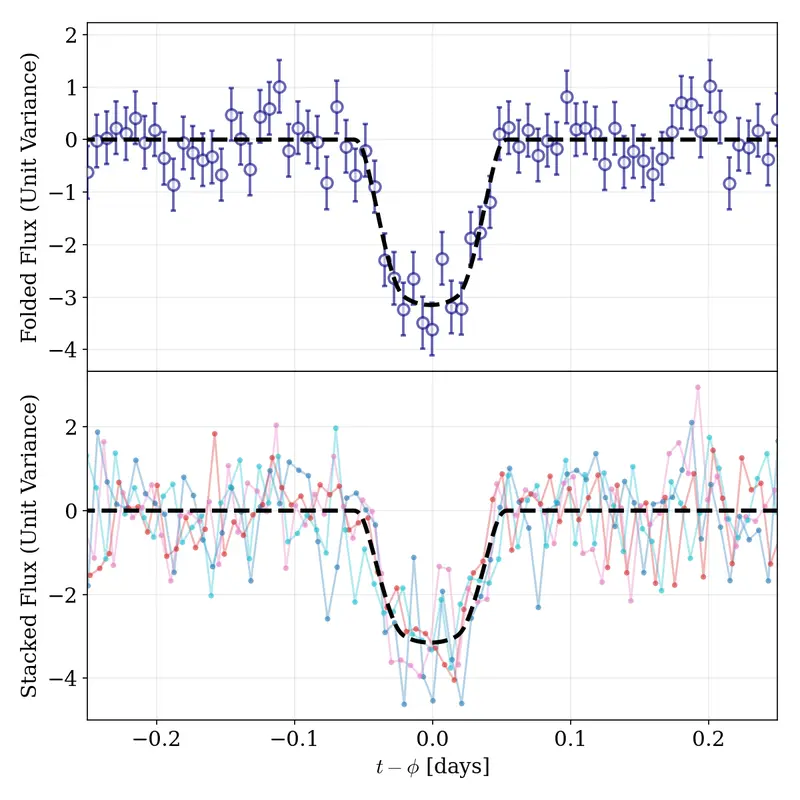 Folded Flux (Unit Variance)
2
1
0
−1
−2
−3
−4
Stacked Flux (Unit Variance)
2
0
−2
−4
−0.2 −0.1 0.0 0.1 0.2
t − ϕ [days]